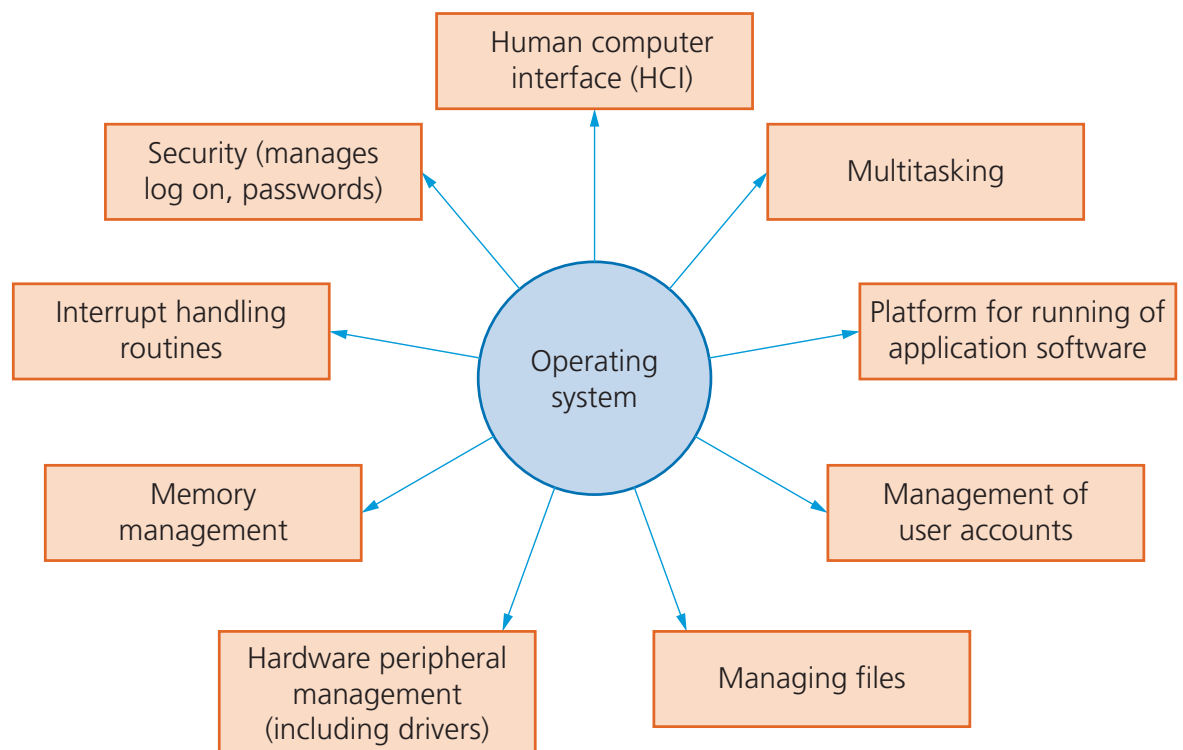 Human computer
interface (HCI)
Security (manages
log on, passwords)
Multitasking
Interrupt handling
routines
Platform for running of
application software
Operating
system
Memory
management
Management of
user accounts
Hardware peripheral
management
(including drivers)
Managing files